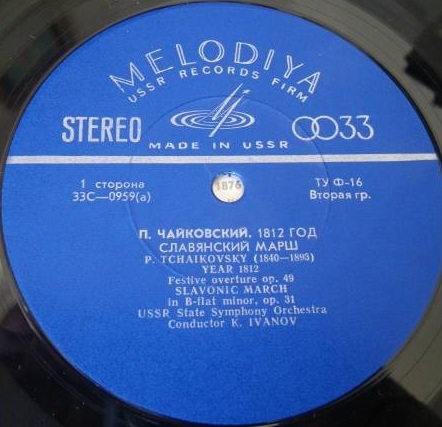 MELODIYA
USSR RECORDS FIRM
STEREO
33
MADE IN USSR
1 сторона
33С—0959(а)
1876
ТУ Ф-16
Вторая гр.
П. ЧАЙКОВСКИЙ. 1812 ГОД
СЛАВЯНСКИЙ МАРШ
P. TCHAIKOVSKY (1840—1893)
YEAR 1812
Festive overture op. 49
SLAVONIC MARCH
in B-flat minor, op. 31
USSR State Symphony Orchestra
Conductor K. IVANOV